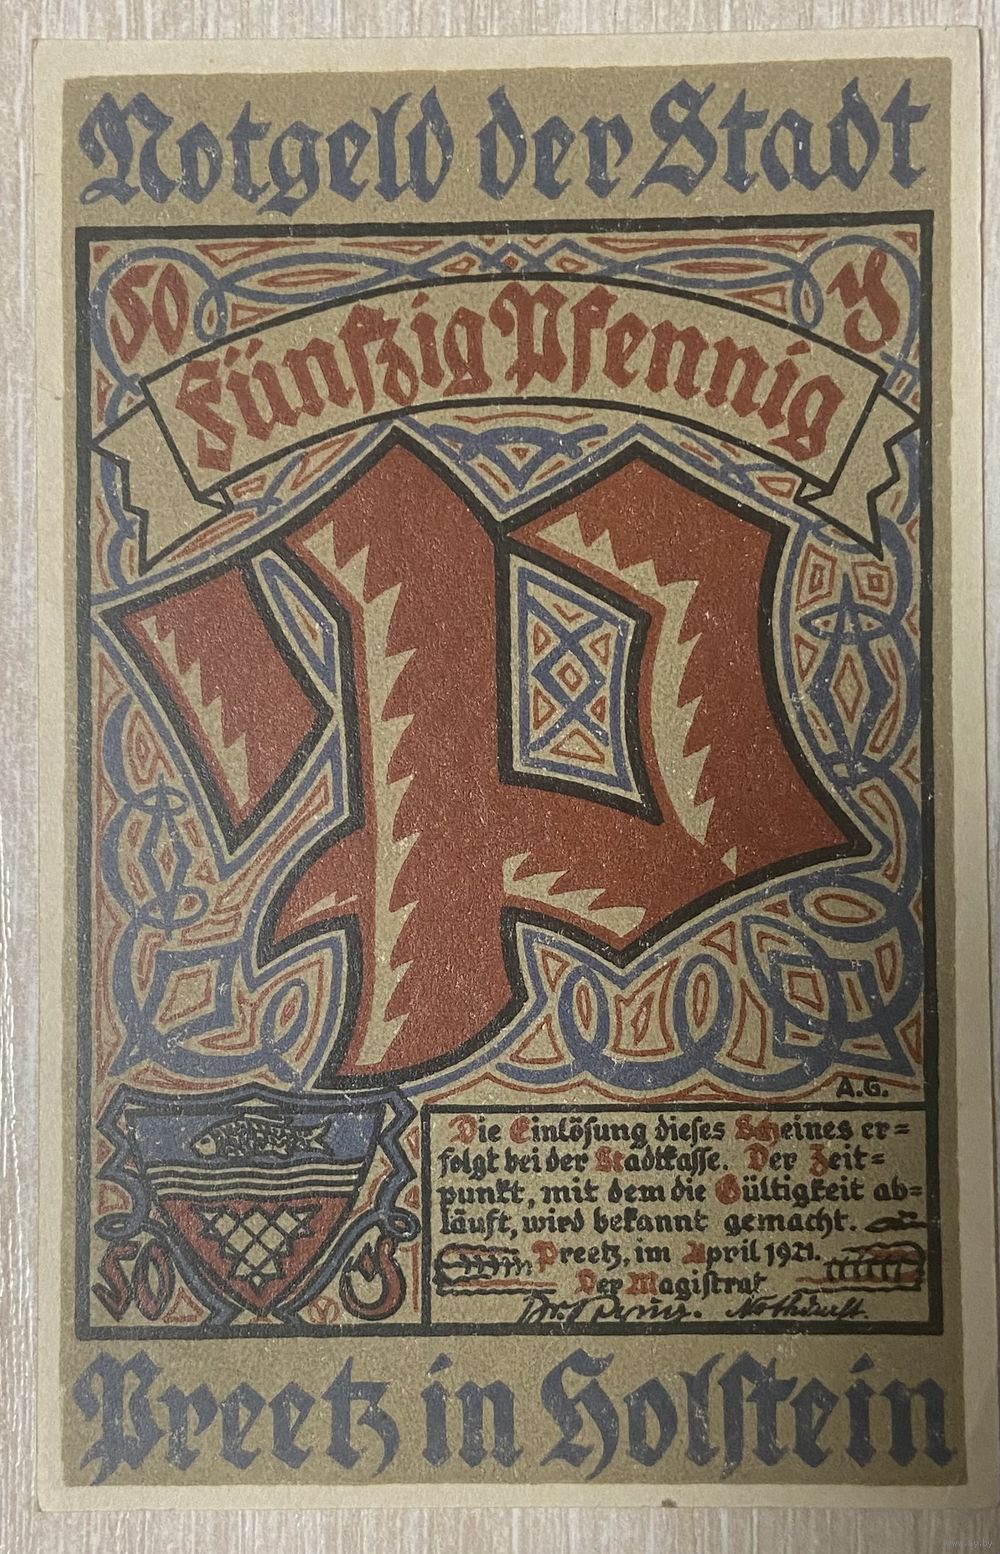 Notgeld der Stadt
50 ₰
Fünfzig Pfennig
P
A.G.
Die Einlösung dieses Scheines er=
folgt bei der Stadtkasse. Der Zeit=
punkt, mit dem die Gültigkeit ab=
läuft, wird bekannt gemacht.
Preetz, im April 1921.
Der Magistrat
50 ₰
Preetz in Holstein